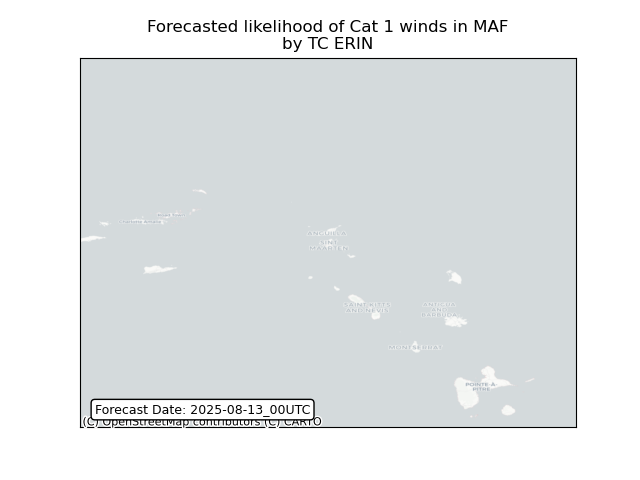 Forecasted likelihood of Cat 1 winds in MAF
by TC ERIN
ANGUILLA
SINT
MAARTEN
SAINT KITTS
AND NEVIS
ANTIGUA
AND
BARBUDA
MONTSERRAT
POINTE-À-
PITRE
Forecast Date: 2025-08-13_00UTC
(C) OpenStreetMap contributors (C) CARTO